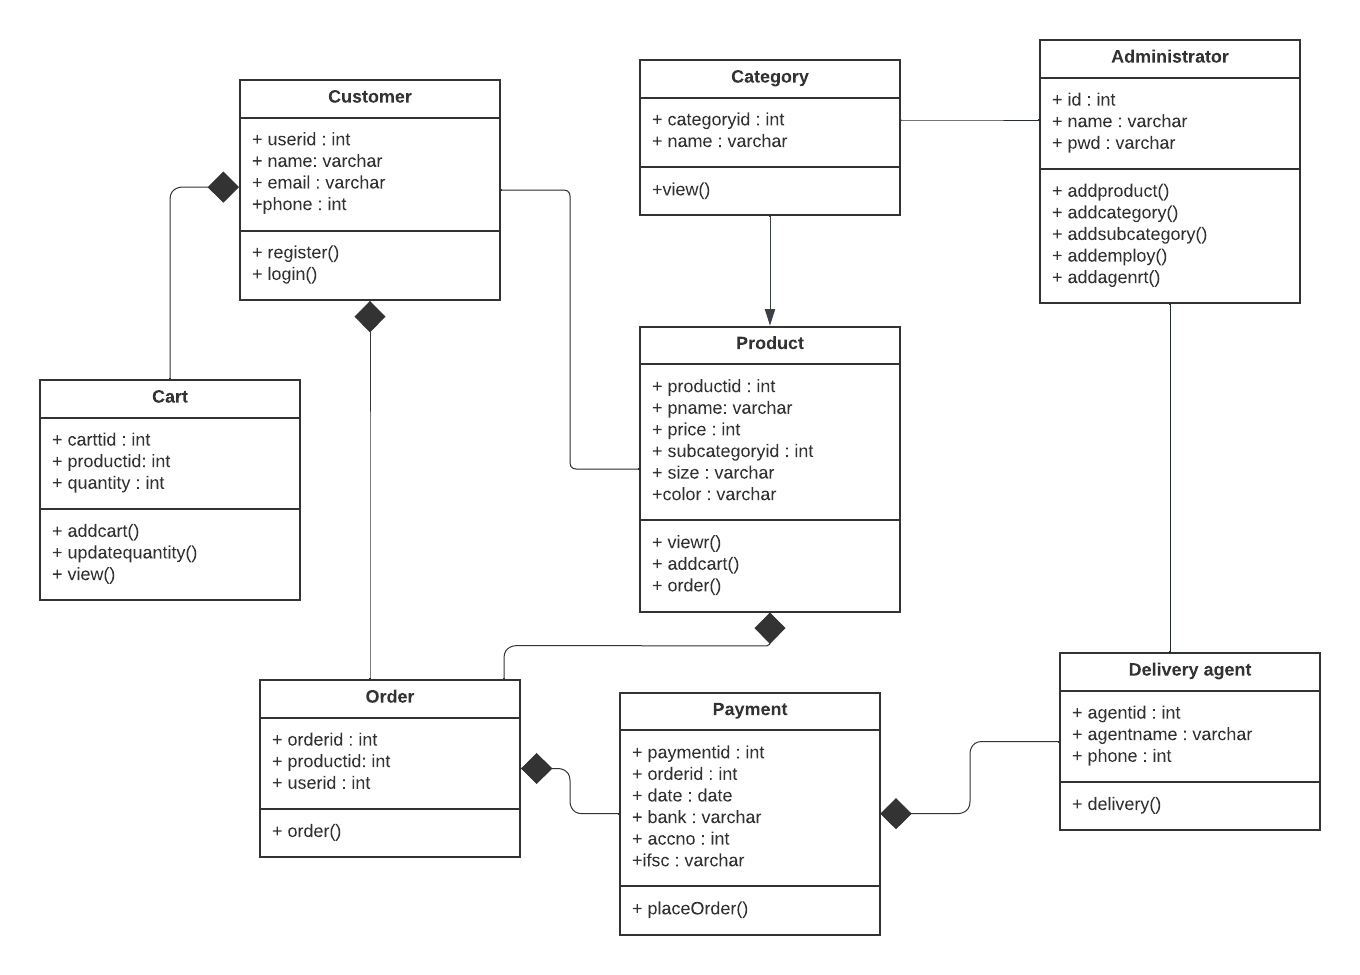 Customer
+ userid : int
+ name: varchar
+ email : varchar
+phone : int
+ register()
+ login()
Category
+ categoryid : int
+ name : varchar
+view()
Administrator
+ id : int
+ name : varchar
+ pwd : varchar
+ addproduct()
+ addcategory()
+ addsubcategory()
+ addemploy()
+ addagenrt()
Cart
+ carttid : int
+ productid: int
+ quantity : int
+ addcart()
+ updatequantity()
+ view()
Product
+ productid : int
+ pname: varchar
+ price : int
+ subcategoryid : int
+ size : varchar
+color : varchar
+ viewr()
+ addcart()
+ order()
Order
+ orderid : int
+ productid: int
+ userid : int
+ order()
Payment
+ paymentid : int
+ orderid : int
+ date : date
+ bank : varchar
+ accno : int
+ifsc : varchar
+ placeOrder()
Delivery agent
+ agentid : int
+ agentname : varchar
+ phone : int
+ delivery()